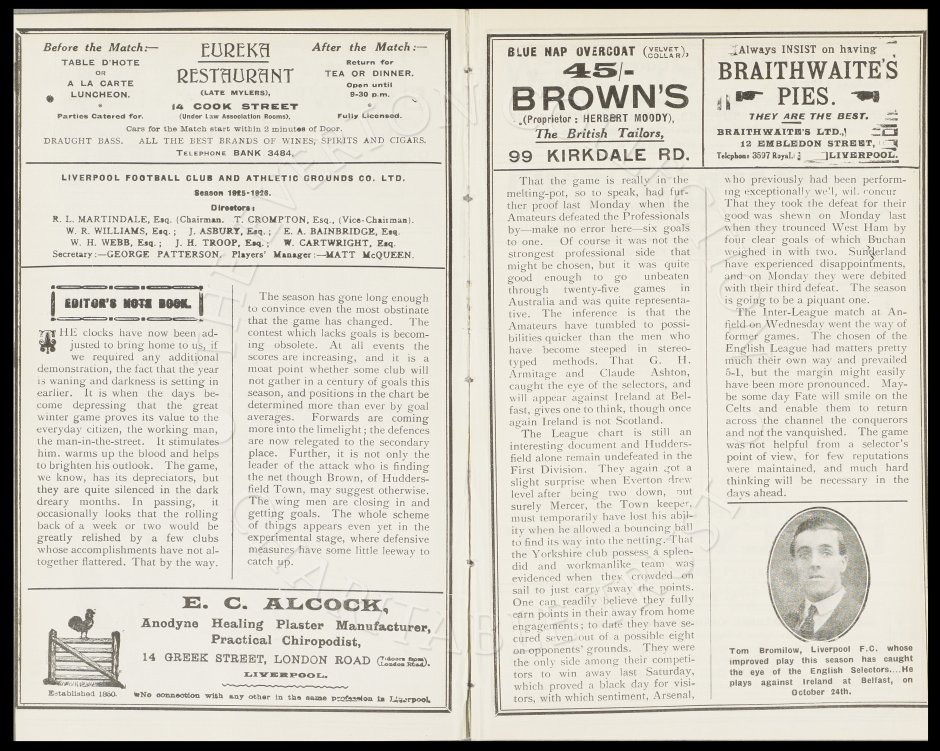 Before the Match:—
TABLE D'HOTE
OR
A LA CARTE
LUNCHEON.
Parties Catered for.
EUREKA
RESTAURANT
(LATE MYLERS),
14 COOK STREET
(Under Law Association Rooms),
After the Match:—
Return for
TEA OR DINNER.
Open until
9-30 p.m.
Fully Licensed.
Cars for the Match start within 2 minutes of Door.
DRAUGHT BASS. ALL THE BEST BRANDS OF WINES, SPIRITS AND CIGARS.
TELEPHONE BANK 3484.
LIVERPOOL FOOTBALL CLUB AND ATHLETIC GROUNDS CO. LTD.
Season 1925-1926.
Directors:
R. L. MARTINDALE, Esq. (Chairman. T. CROMPTON, Esq., (Vice-Chairman).
W. R. WILLIAMS, Esq.; J. ASBURY, Esq.; E. A. BAINBRIDGE, Esq.
W. H. WEBB, Esq.; J. H. TROOP, Esq.; W. CARTWRIGHT, Esq.
Secretary:—GEORGE PATTERSON. Players' Manager:—MATT McQUEEN.
EDITOR'S NOTE BOOK.
THE clocks have now been ad-
justed to bring home to us, if
we required any additional
demonstration, the fact that the year
is waning and darkness is setting in
earlier. It is when the days be-
come depressing that the great
winter game proves its value to the
everyday citizen, the working man,
the man-in-the-street. It stimulates
him. warms up the blood and helps
to brighten his outlook. The game,
we know, has its depreciators, but
they are quite silenced in the dark
dreary months. In passing, it
occasionally looks that the rolling
back of a week or two would be
greatly relished by a few clubs
whose accomplishments have not al-
together flattered. That by the way.
The season has gone long enough
to convince even the most obstinate
that the game has changed. The
contest which lacks goals is becom-
ing obsolete. At all events the
scores are increasing, and it is a
moat point whether some club will
not gather in a century of goals this
season, and positions in the chart be
determined more than ever by goal
averages. Forwards are coming
more into the limelight; the defences
are now relegated to the secondary
place. Further, it is not only the
leader of the attack who is finding
the net though Brown, of Hudders-
field Town, may suggest otherwise.
The wing men are closing in and
getting goals. The whole scheme
of things appears even yet in the
experimental stage, where defensive
measures have some little leeway to
catch up.
E. C. ALCOCK,
Anodyne Healing Plaster Manufacturer,
Practical Chiropodist,
14 GREEK STREET, LONDON ROAD (7 doors from London Road).
LIVERPOOL.
Established 1860.
No connection with any other in the same profession in Liverpool.
BLUE NAP OVERCOAT (VELVET COLLAR),
45/-
BROWN'S
(Proprietor: HERBERT MOODY),
The British Tailors,
99 KIRKDALE RD.
Always INSIST on having
BRAITHWAITE'S
PIES.
THEY ARE THE BEST.
BRAITHWAITE'S LTD.,
12 EMBLEDON STREET,
Telephone 3597 Royal. LIVERPOOL.
That the game is really in the
melting-pot, so to speak, had fur-
ther proof last Monday when the
Amateurs defeated the Professionals
by—make no error here—six goals
to one. Of course it was not the
strongest professional side that
might be chosen, but it was quite
good enough to go unbeaten
through twenty-five games in
Australia and was quite representa-
tive. The inference is that the
Amateurs have tumbled to possi-
bilities quicker than the men who
have become steeped in stereo-
typed methods. That G. H.
Armitage and Claude Ashton,
caught the eye of the selectors, and
will appear against Ireland at Bel-
fast, gives one to think, though once
again Ireland is not Scotland.
The League chart is still an
interesting document and Hudders-
field alone remain undefeated in the
First Division. They again got a
slight surprise when Everton drew
level after being two down, but
surely Mercer, the Town keeper,
must temporarily have lost his abil-
ity when he allowed a bouncing ball
to find its way into the netting. That
the Yorkshire club possess a splen-
did and workmanlike team was
evidenced when they crowded on
sail to just carry away the points.
One can readily believe they fully
earn points in their away from home
engagements; to date they have se-
cured seven out of a possible eight
on opponents' grounds. They were
the only side among their competi-
tors to win away last Saturday,
which proved a black day for visi-
tors, with which sentiment, Arsenal,
who previously had been perform-
ing exceptionally well, will concur
That they took the defeat for their
good was shewn on Monday last
when they trounced West Ham by
four clear goals of which Buchan
weighed in with two. Sunderland
have experienced disappointments,
and on Monday they were debited
with their third defeat. The season
is going to be a piquant one.
The Inter-League match at An-
field on Wednesday went the way of
former games. The chosen of the
English League had matters pretty
much their own way and prevailed
5-1, but the margin might easily
have been more pronounced. May-
be some day Fate will smile on the
Celts and enable them to return
across the channel the conquerors
and not the vanquished. The game
was not helpful from a selector's
point of view, for few reputations
were maintained, and much hard
thinking will be necessary in the
days ahead.
Tom Bromilow, Liverpool F.C. whose
improved play this season has caught
the eye of the English Selectors....He
plays against Ireland at Belfast, on
October 24th.